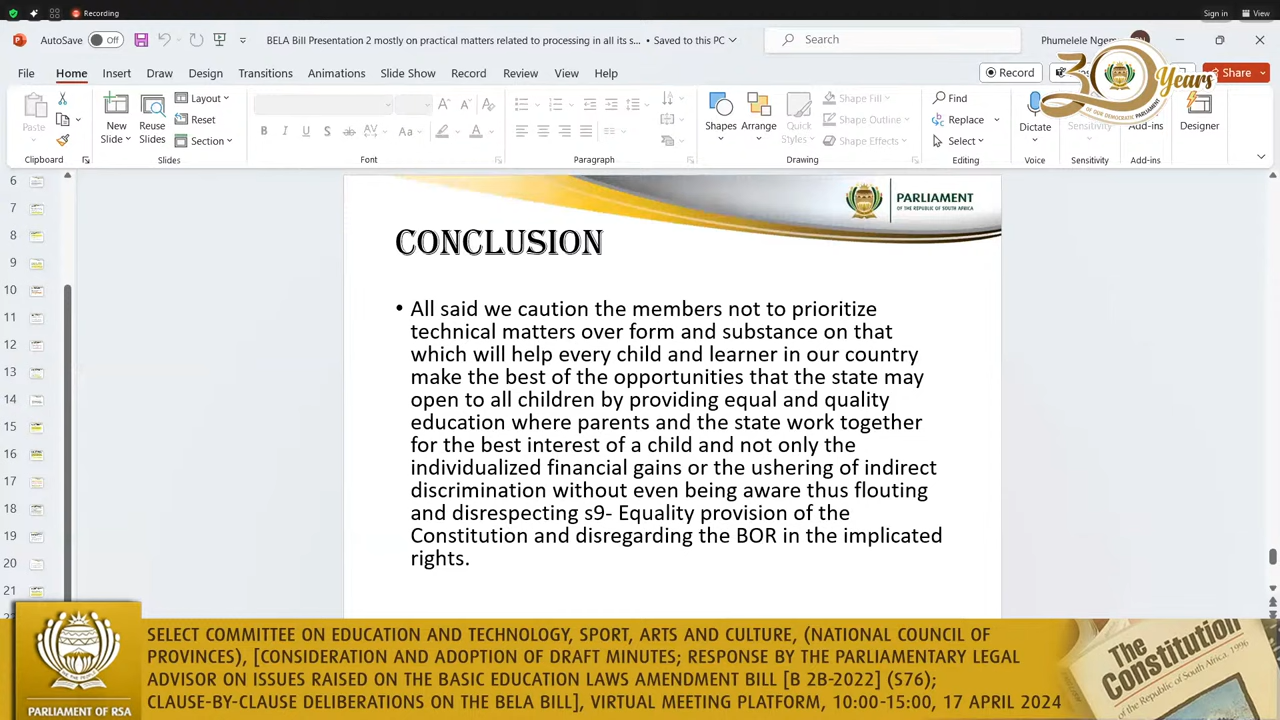 Recording
Sign in
View
AutoSave
Off
BELA Bill Presentation 2 mostly on practical matters related to processing in all its s... • Saved to this PC
Search
Phumelele Ngem
File
Home
Insert
Draw
Design
Transitions
Animations
Slide Show
Record
Review
View
Help
Record
Share
30 Years
OF OUR DEMOCRATIC PARLIAMENT
Paste
New
Slide
Reuse
Slides
Layout
Reset
Section
Shapes
Arrange
Quick
Styles
Shape Fill
Shape Outline
Shape Effects
Find
Replace
Select
Dictate
Sensitivity
Add-ins
Designer
Clipboard
Slides
Font
Paragraph
Drawing
Editing
Voice
Sensitivity
Add-ins
6
7
8
9
10
11
12
13
14
15
16
17
18
19
20
21
PARLIAMENT
OF THE REPUBLIC OF SOUTH AFRICA
CONCLUSION
• All said we caution the members not to prioritize
technical matters over form and substance on that
which will help every child and learner in our country
make the best of the opportunities that the state may
open to all children by providing equal and quality
education where parents and the state work together
for the best interest of a child and not only the
individualized financial gains or the ushering of indirect
discrimination without even being aware thus flouting
and disrespecting s9- Equality provision of the
Constitution and disregarding the BOR in the implicated
rights.
PARLIAMENT OF RSA
SELECT COMMITTEE ON EDUCATION AND TECHNOLOGY, SPORT, ARTS AND CULTURE, (NATIONAL COUNCIL OF
PROVINCES), [CONSIDERATION AND ADOPTION OF DRAFT MINUTES; RESPONSE BY THE PARLIAMENTARY LEGAL
ADVISOR ON ISSUES RAISED ON THE BASIC EDUCATION LAWS AMENDMENT BILL [B 2B-2022] (S76);
CLAUSE-BY-CLAUSE DELIBERATIONS ON THE BELA BILL], VIRTUAL MEETING PLATFORM, 10:00-15:00, 17 APRIL 2024
The
Constitution
of the Republic of South Africa, 1996